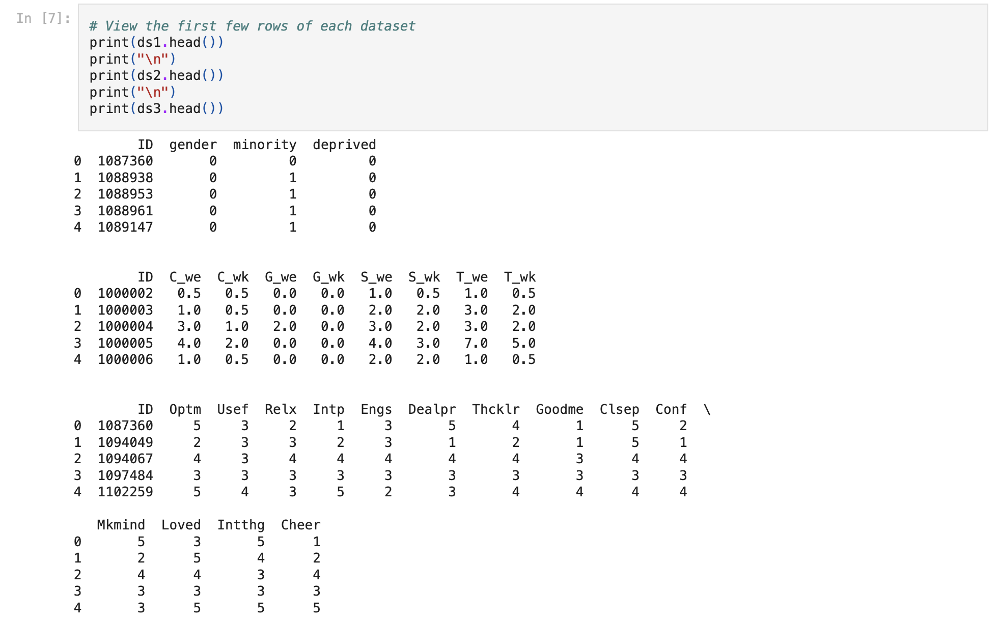 In [7]:
# View the first few rows of each dataset
print(ds1.head())
print("\n")
print(ds2.head())
print("\n")
print(ds3.head())
ID gender minority deprived
0 1087360 0 0 0
1 1088938 0 1 0
2 1088953 0 1 0
3 1088961 0 1 0
4 1089147 0 1 0
ID C_we C_wk G_we G_wk S_we S_wk T_we T_wk
0 1000002 0.5 0.5 0.0 0.0 1.0 0.5 1.0 0.5
1 1000003 1.0 0.5 0.0 0.0 2.0 2.0 3.0 2.0
2 1000004 3.0 1.0 2.0 0.0 3.0 2.0 3.0 2.0
3 1000005 4.0 2.0 0.0 0.0 4.0 3.0 7.0 5.0
4 1000006 1.0 0.5 0.0 0.0 2.0 2.0 1.0 0.5
ID Optm Usef Relx Intp Engs Dealpr Thcklr Goodme Clsep Conf \
0 1087360 5 3 2 1 3 5 4 1 5 2
1 1094049 2 3 3 2 3 1 2 1 5 1
2 1094067 4 3 4 4 4 4 4 3 4 4
3 1097484 3 3 3 3 3 3 3 3 3 3
4 1102259 5 4 3 5 2 3 4 4 4 4
Mkmind Loved Intthg Cheer
0 5 3 5 1
1 2 5 4 2
2 4 4 3 4
3 3 3 3 3
4 3 5 5 5